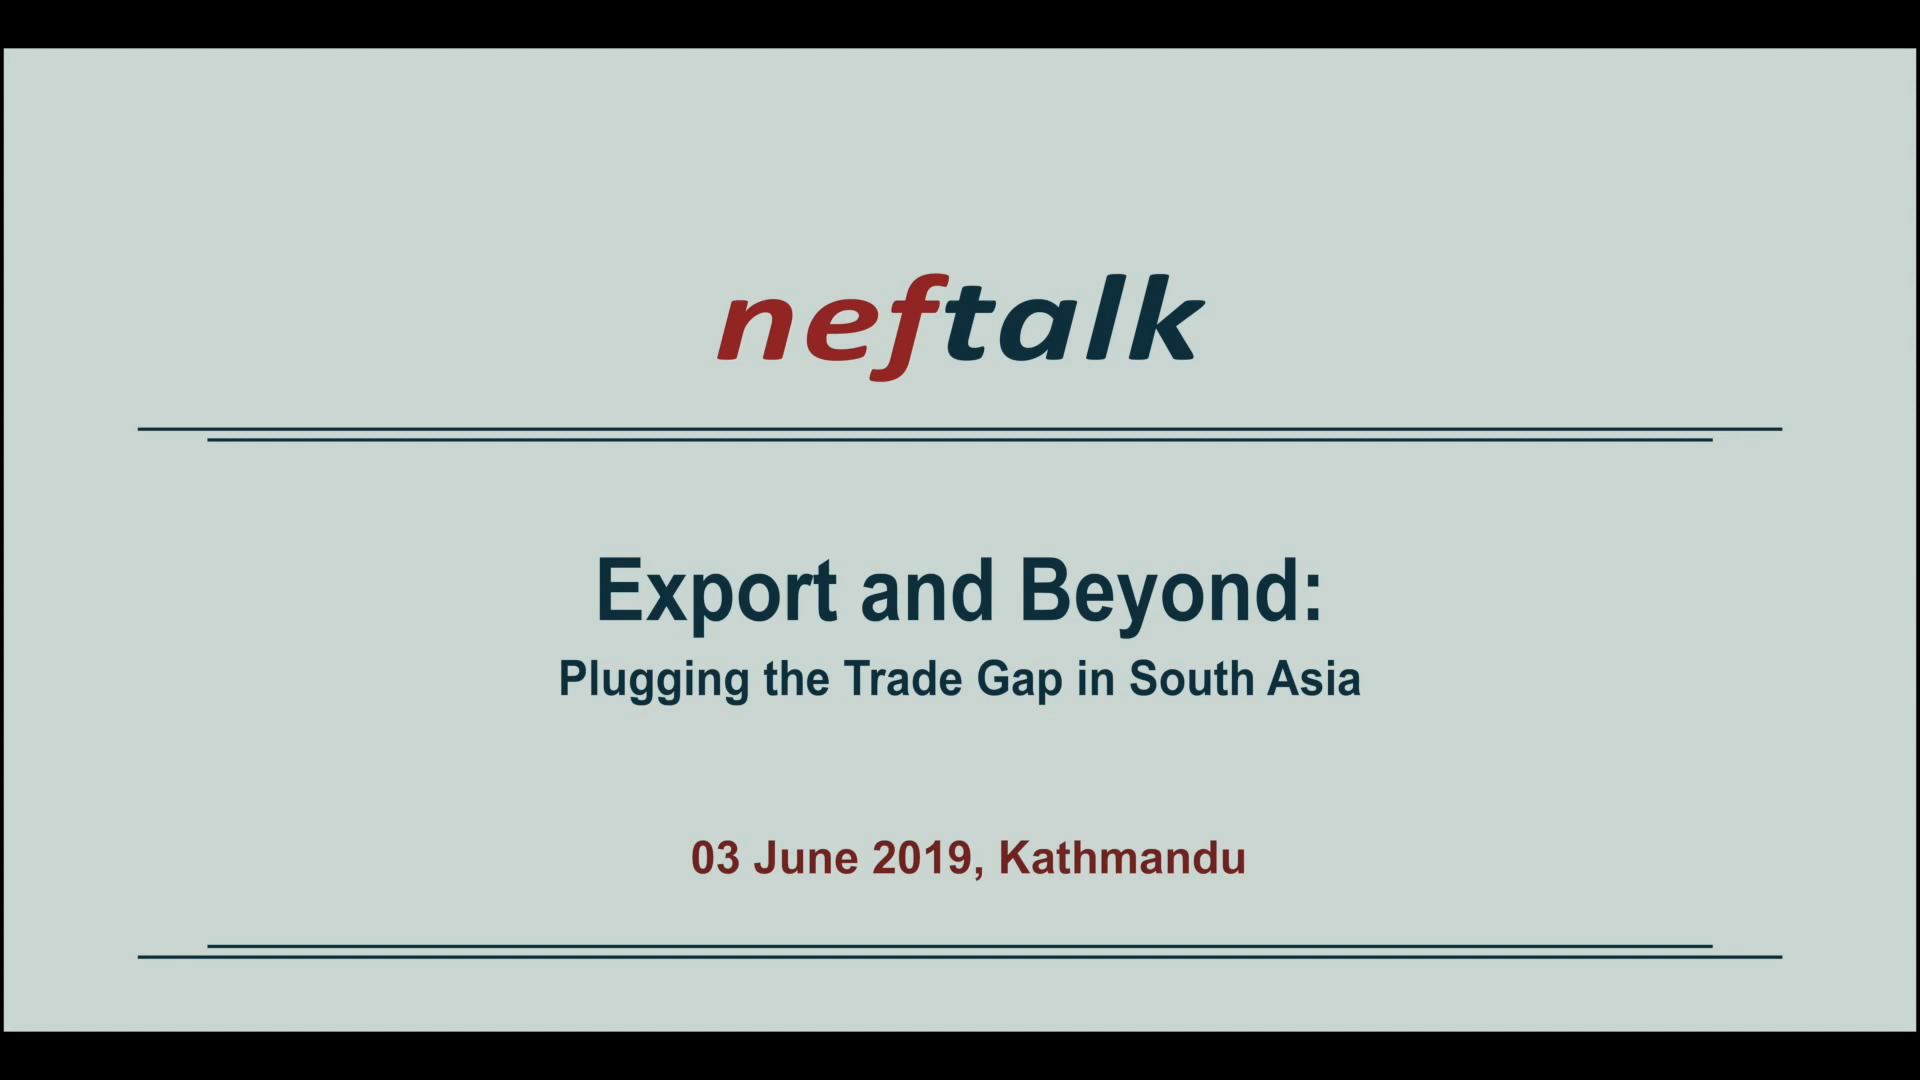 neftalk
Export and Beyond:
Plugging the Trade Gap in South Asia
03 June 2019, Kathmandu